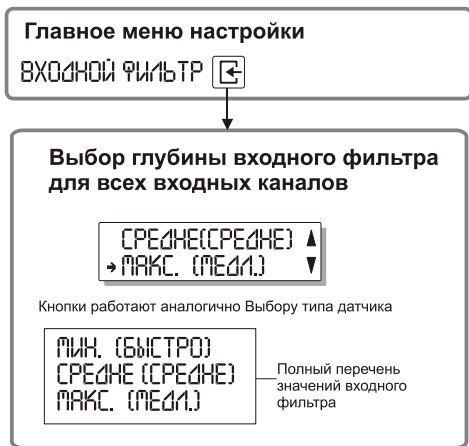 Главное меню настройки
ВХОДНОЙ ФИЛЬТР
Выбор глубины входного фильтра
для всех входных каналов
СРЕДНЕ(СРЕДНЕ) ▲
→МАКС. (МЕДЛ.) ▼
Кнопки работают аналогично Выбору типа датчика
МИН. (БЫСТРО)
СРЕДНЕ (СРЕДНЕ)
МАКС. (МЕДЛ.)
Полный перечень
значений входного
фильтра